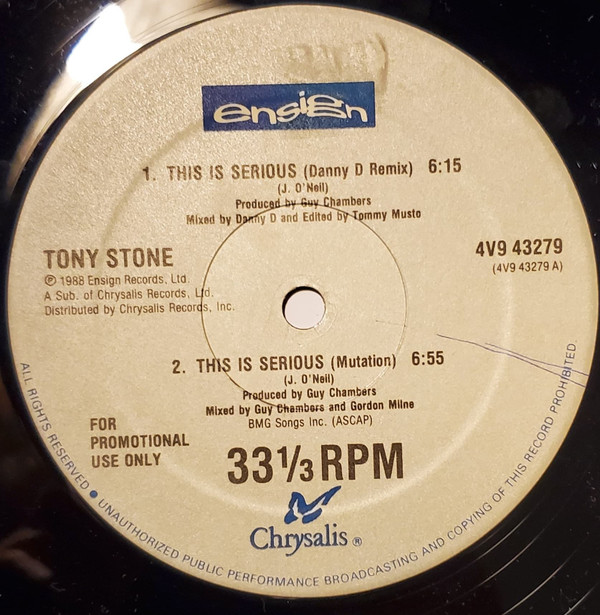 ensign
1. THIS IS SERIOUS (Danny D Remix) 6:15
(J. O'Neil)
Produced by Guy Chambers
Mixed by Danny D and Edited by Tommy Musto
TONY STONE
℗ 1988 Ensign Records, Ltd.
A Sub. of Chrysalis Records, Ltd.
Distributed by Chrysalis Records, Inc.
4V9 43279
(4V9 43279 A)
2. THIS IS SERIOUS (Mutation) 6:55
(J. O'Neil)
Produced by Guy Chambers
Mixed by Guy Chambers and Gordon Milne
BMG Songs Inc. (ASCAP)
FOR
PROMOTIONAL
USE ONLY
33 1/3 RPM
Chrysalis ®
ALL RIGHTS RESERVED ● UNAUTHORIZED PUBLIC PERFORMANCE BROADCASTING AND COPYING OF THIS RECORD PROHIBITED.